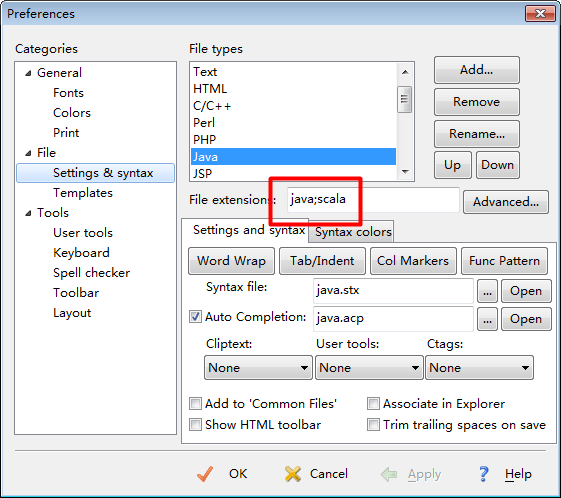 Preferences
Categories
General
Fonts
Colors
Print
File
Settings & syntax
Templates
Tools
User tools
Keyboard
Spell checker
Toolbar
Layout
File types
Text
HTML
C/C++
Perl
PHP
Java
JSP
Add...
Remove
Rename...
Up Down
File extensions: java;scala Advanced...
Settings and syntax Syntax colors
Word Wrap Tab/Indent Col Markers Func Pattern
Syntax file: java.stx ... Open
Auto Completion: java.acp ... Open
Cliptext: User tools: Ctags:
None None None
Add to 'Common Files' Associate in Explorer
Show HTML toolbar Trim trailing spaces on save
OK Cancel Apply ? Help